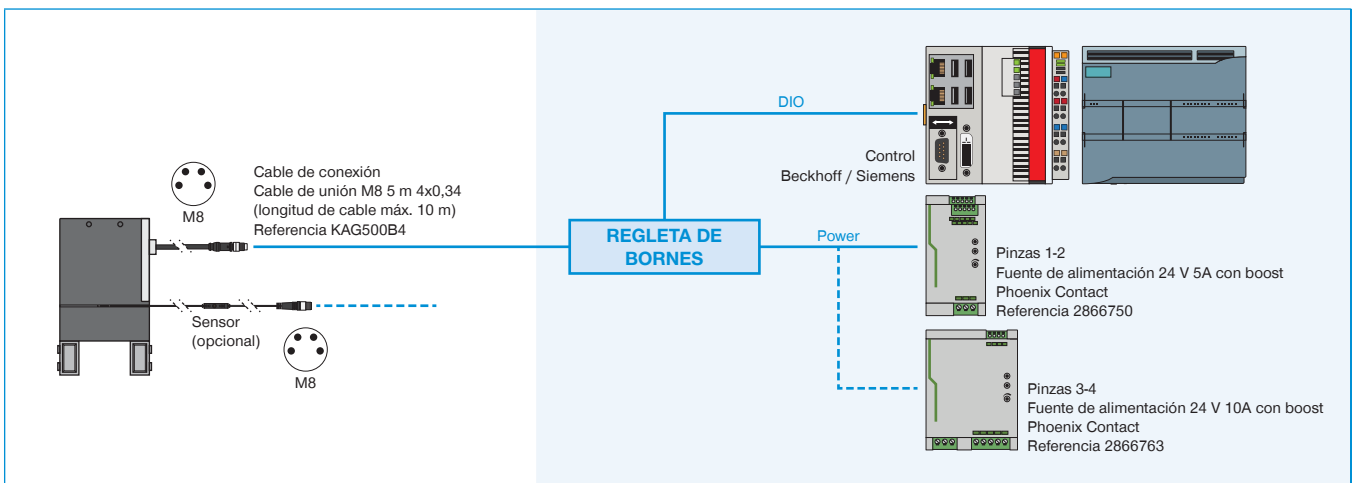 Cable de conexión
Cable de unión M8 5 m 4x0,34
(longitud de cable máx. 10 m)
Referencia KAG500B4
M8
Sensor
(opcional)
M8
REGLETA DE
BORNES
DIO
Power
Control
Beckhoff / Siemens
Pinzas 1-2
Fuente de alimentación 24 V 5A con boost
Phoenix Contact
Referencia 2866750
Pinzas 3-4
Fuente de alimentación 24 V 10A con boost
Phoenix Contact
Referencia 2866763